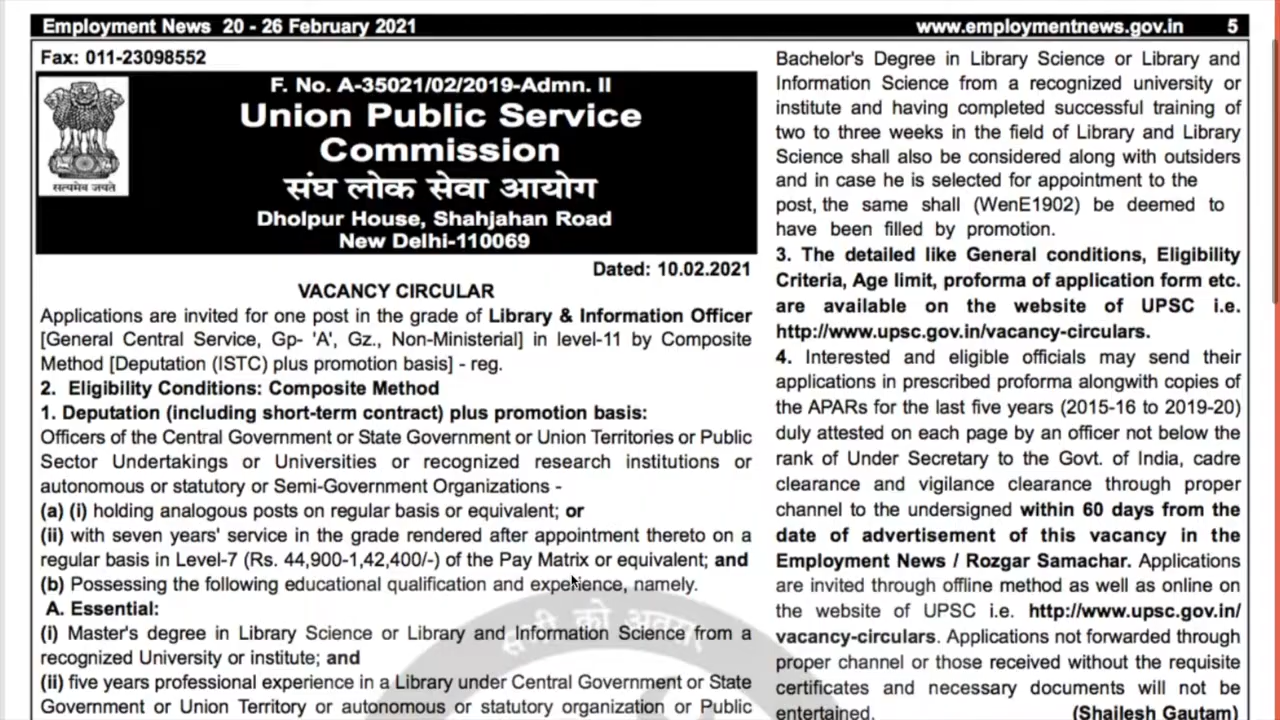 Employment News 20 - 26 February 2021
www.employmentnews.gov.in 5
Fax: 011-23098552
सत्यमेव जयते
F. No. A-35021/02/2019-Admn. II
Union Public Service
Commission
संघ लोक सेवा आयोग
Dholpur House, Shahjahan Road
New Delhi-110069
Dated: 10.02.2021
VACANCY CIRCULAR
Applications are invited for one post in the grade of Library & Information Officer
[General Central Service, Gp- 'A', Gz., Non-Ministerial] in level-11 by Composite
Method [Deputation (ISTC) plus promotion basis] - reg.
2. Eligibility Conditions: Composite Method
1. Deputation (including short-term contract) plus promotion basis:
Officers of the Central Government or State Government or Union Territories or Public
Sector Undertakings or Universities or recognized research institutions or
autonomous or statutory or Semi-Government Organizations -
(a) (i) holding analogous posts on regular basis or equivalent; or
(ii) with seven years' service in the grade rendered after appointment thereto on a
regular basis in Level-7 (Rs. 44,900-1,42,400/-) of the Pay Matrix or equivalent; and
(b) Possessing the following educational qualification and experience, namely.
A. Essential:
(i) Master's degree in Library Science or Library and Information Science from a
recognized University or institute; and
(ii) five years professional experience in a Library under Central Government or State
Government or Union Territory or autonomous or statutory organization or Public
सभी को अवसर
Bachelor's Degree in Library Science or Library and
Information Science from a recognized university or
institute and having completed successful training of
two to three weeks in the field of Library and Library
Science shall also be considered along with outsiders
and in case he is selected for appointment to the
post, the same shall (WenE1902) be deemed to
have been filled by promotion.
3. The detailed like General conditions, Eligibility
Criteria, Age limit, proforma of application form etc.
are available on the website of UPSC i.e.
http://www.upsc.gov.in/vacancy-circulars.
4. Interested and eligible officials may send their
applications in prescribed proforma alongwith copies of
the APARs for the last five years (2015-16 to 2019-20)
duly attested on each page by an officer not below the
rank of Under Secretary to the Govt. of India, cadre
clearance and vigilance clearance through proper
channel to the undersigned within 60 days from the
date of advertisement of this vacancy in the
Employment News / Rozgar Samachar. Applications
are invited through offline method as well as online on
the website of UPSC i.e. http://www.upsc.gov.in/
vacancy-circulars. Applications not forwarded through
proper channel or those received without the requisite
certificates and necessary documents will not be
entertained. (Shailesh Gautam)